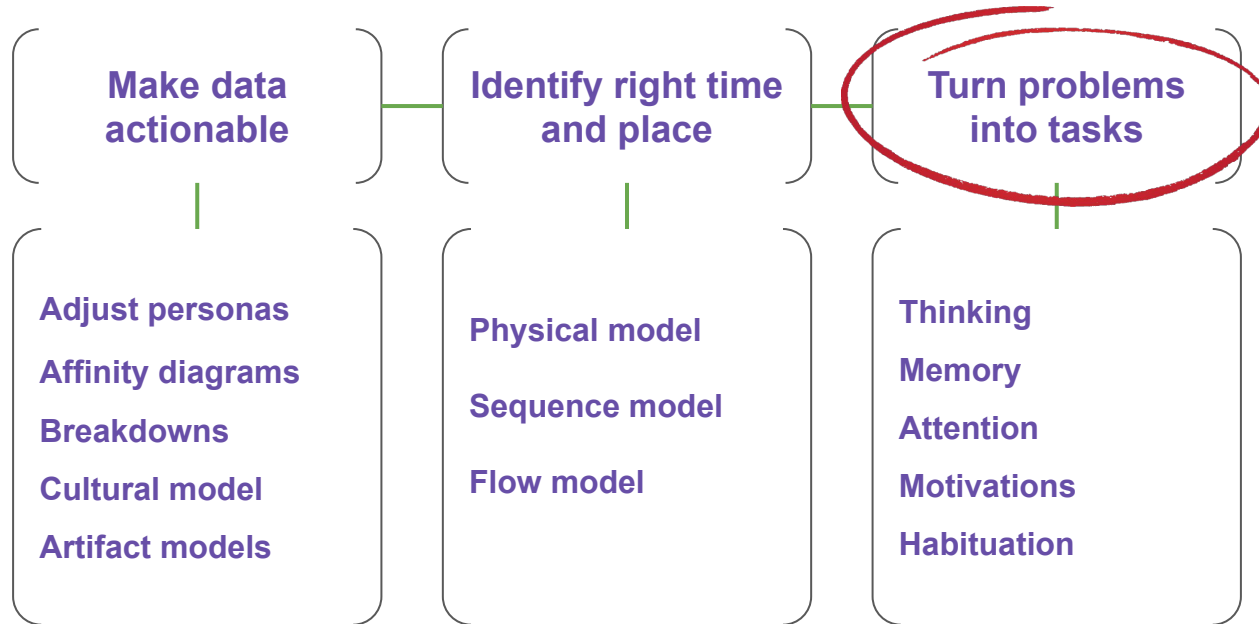 Make data
actionable
Identify right time
and place
Turn problems
into tasks
Adjust personas
Affinity diagrams
Breakdowns
Cultural model
Artifact models
Physical model
Sequence model
Flow model
Thinking
Memory
Attention
Motivations
Habituation